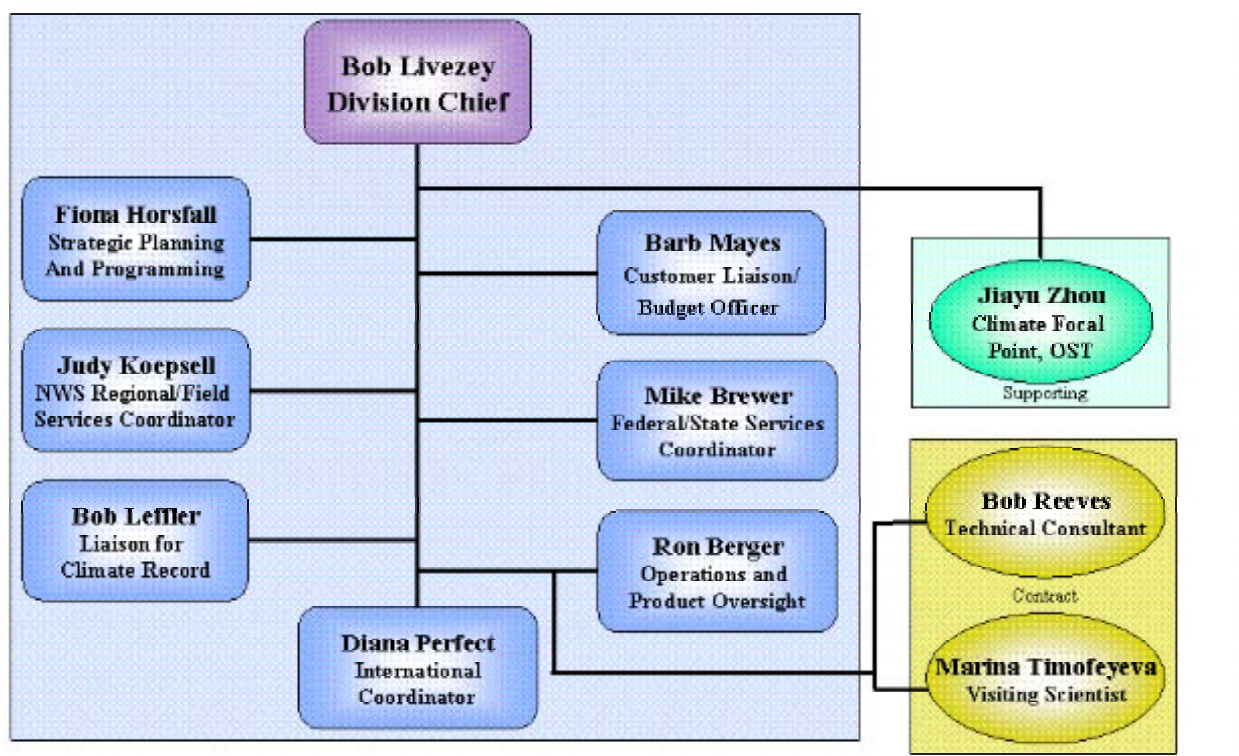 Bob Livezey
Division Chief
Fiona Horsfall
Strategic Planning
And Programming
Barb Mayes
Customer Liaison/
Budget Officer
Jiayu Zhou
Climate Focal
Point, OST
Supporting
Judy Koepsell
NWS Regional/Field
Services Coordinator
Mike Brewer
Federal/State Services
Coordinator
Bob Leffler
Liaison for
Climate Record
Ron Berger
Operations and
Product Oversight
Bob Reeves
Technical Consultant
Contract
Diana Perfect
International
Coordinator
Marina Timofeyeva
Visiting Scientist